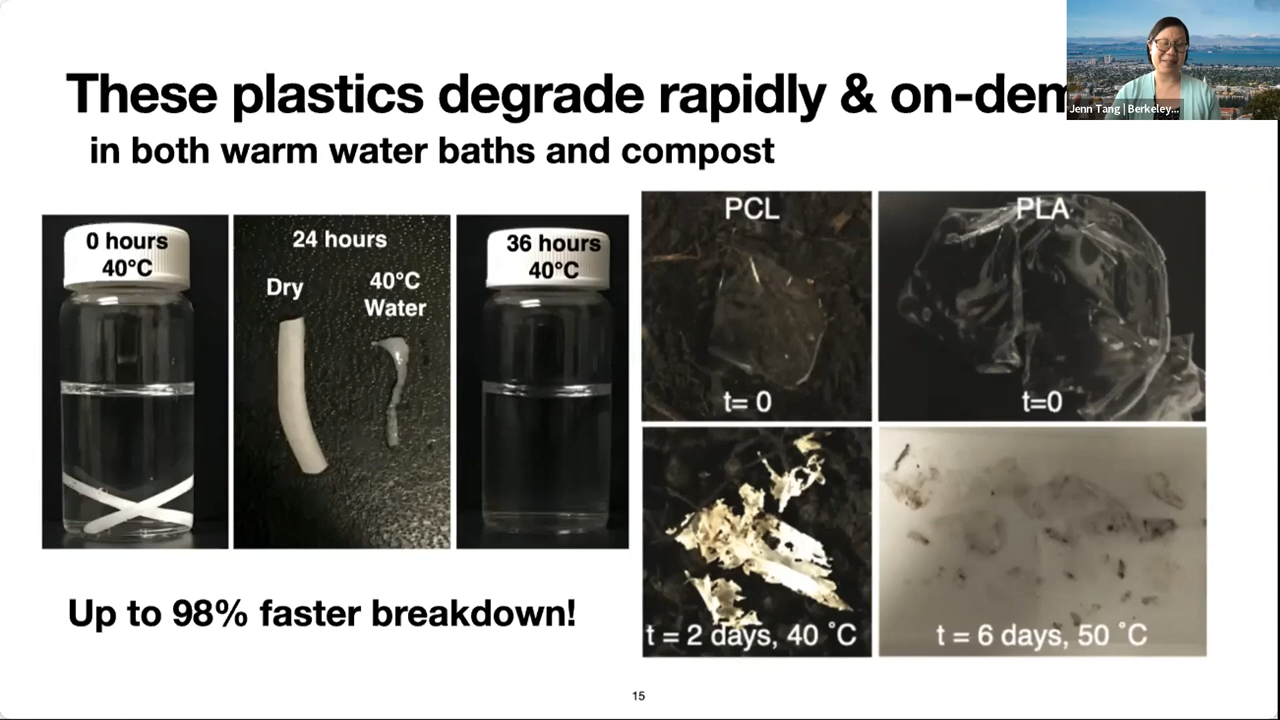 These plastics degrade rapidly & on-dem
in both warm water baths and compost
Jenn Tang | Berkeley...
0 hours
40°C
24 hours
Dry
40°C
Water
36 hours
40°C
PCL
t= 0
PLA
t=0
t = 2 days, 40 ˚C
t = 6 days, 50 ˚C
Up to 98% faster breakdown!
15